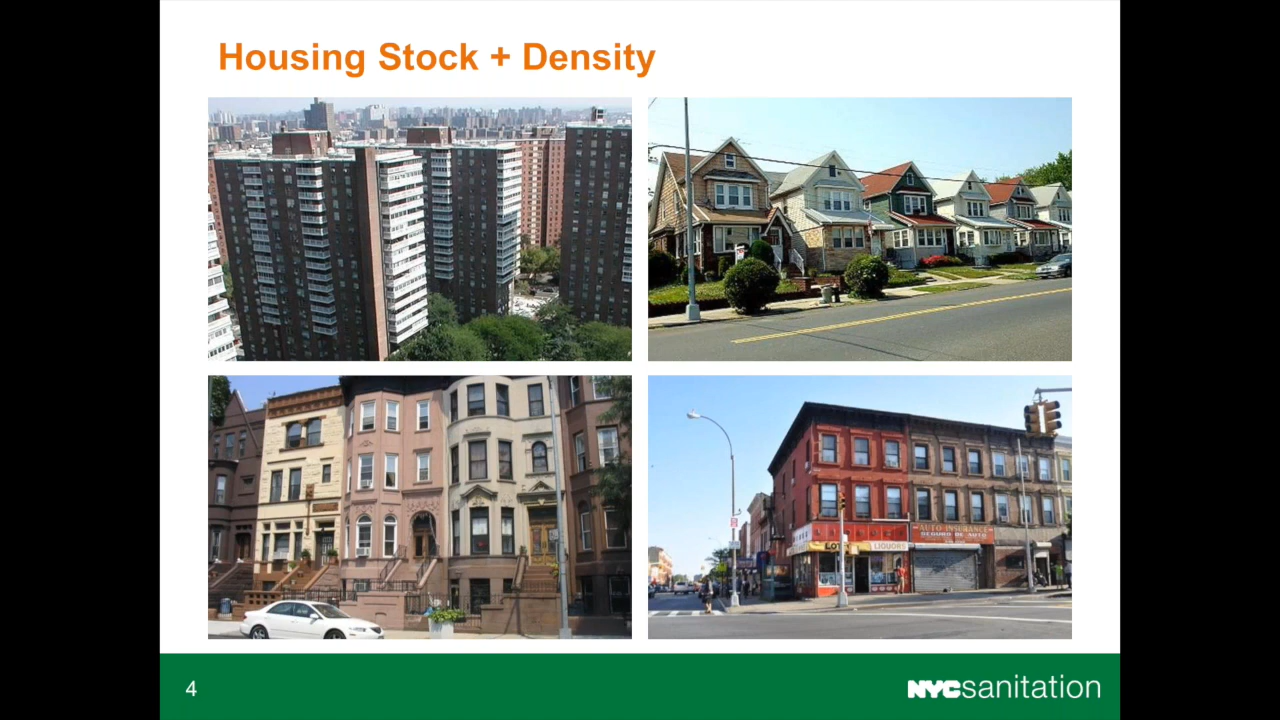 Housing Stock + Density
LIQUORS
AUTO INSURANCE
SEGURO DE AUTO
4
NYCsanitation